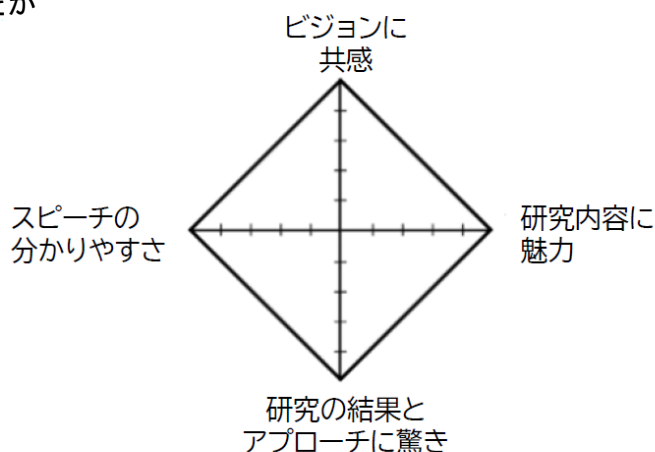 ビジョンに
共感
スピーチの
分かりやすさ
研究内容に
魅力
研究の結果と
アプローチに驚き